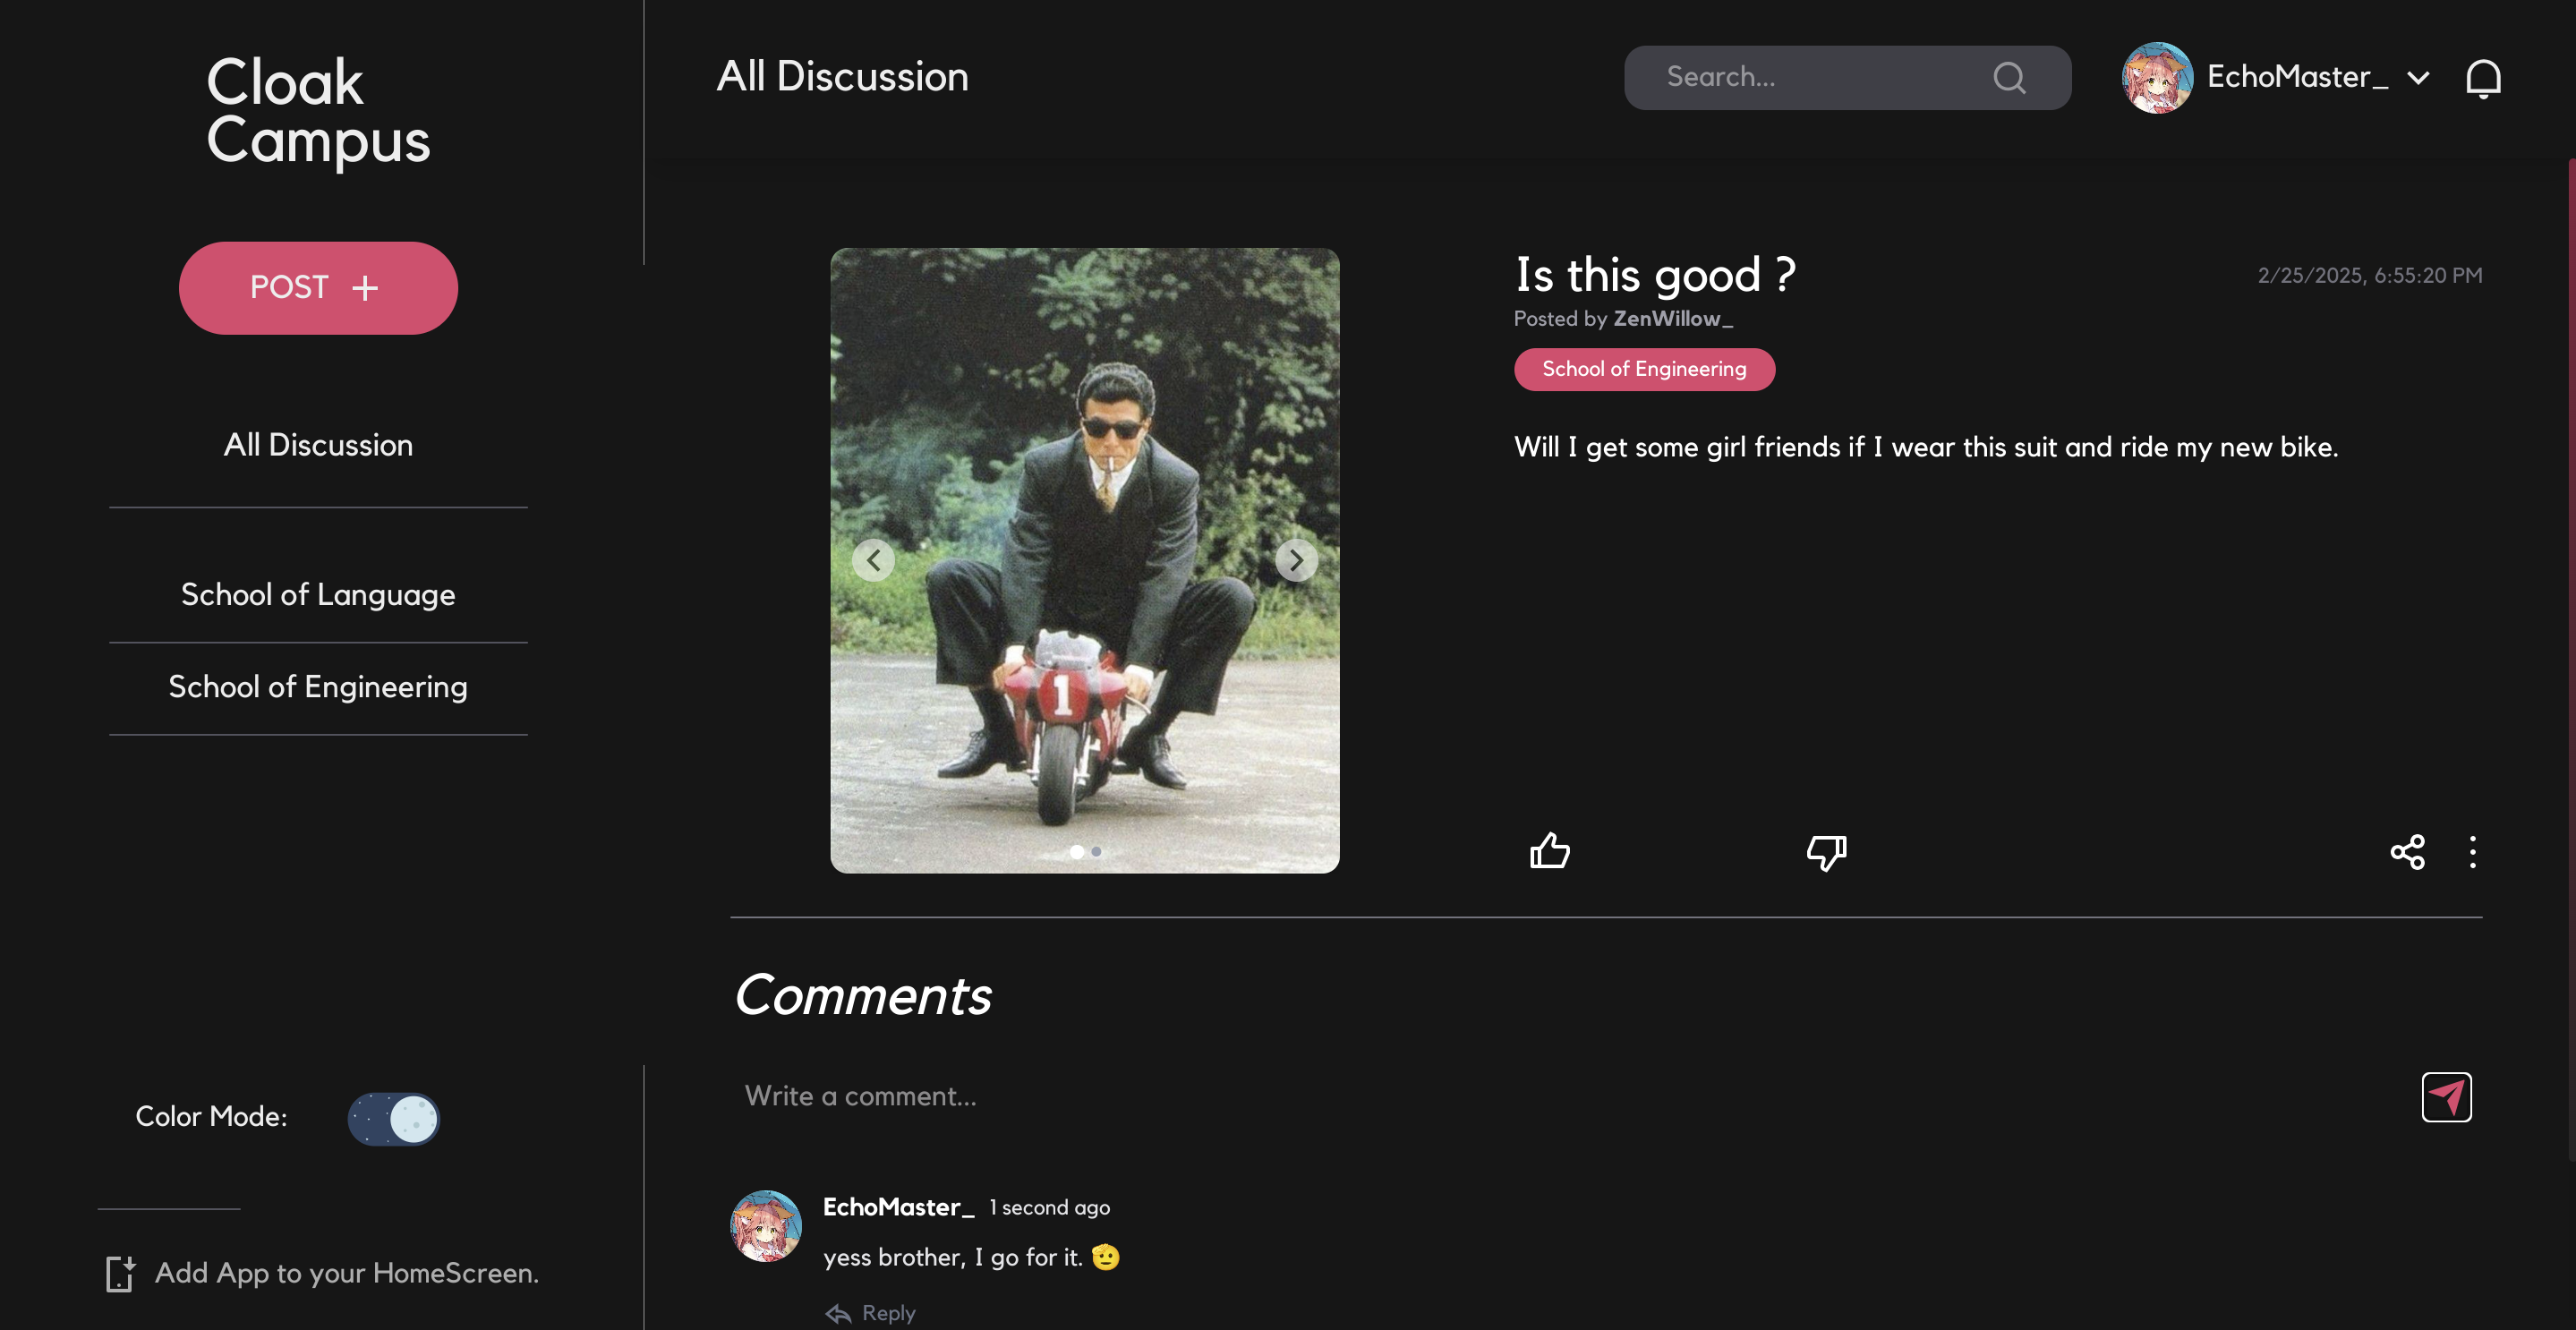 Cloak
Campus
POST +
All Discussion
School of Language
School of Engineering
Color Mode:
Add App to your HomeScreen.
All Discussion
Search...
EchoMaster_
1
Is this good ?
2/25/2025, 6:55:20 PM
Posted by ZenWillow_
School of Engineering
Will I get some girl friends if I wear this suit and ride my new bike.
Comments
Write a comment...
EchoMaster_ 1 second ago
yess brother, I go for it. 🫡
Reply